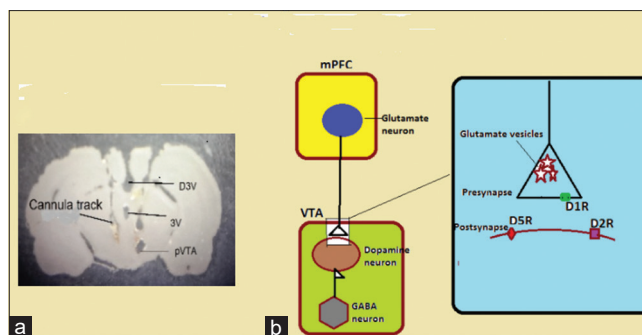 D3V
Cannula track
3V
pVTA
a
mPFC
Glutamate
neuron
VTA
Dopamine
neuron
GABA
neuron
b
Glutamate vesicles
Presynapse
D1R
Postsynapse
D5R
D2R